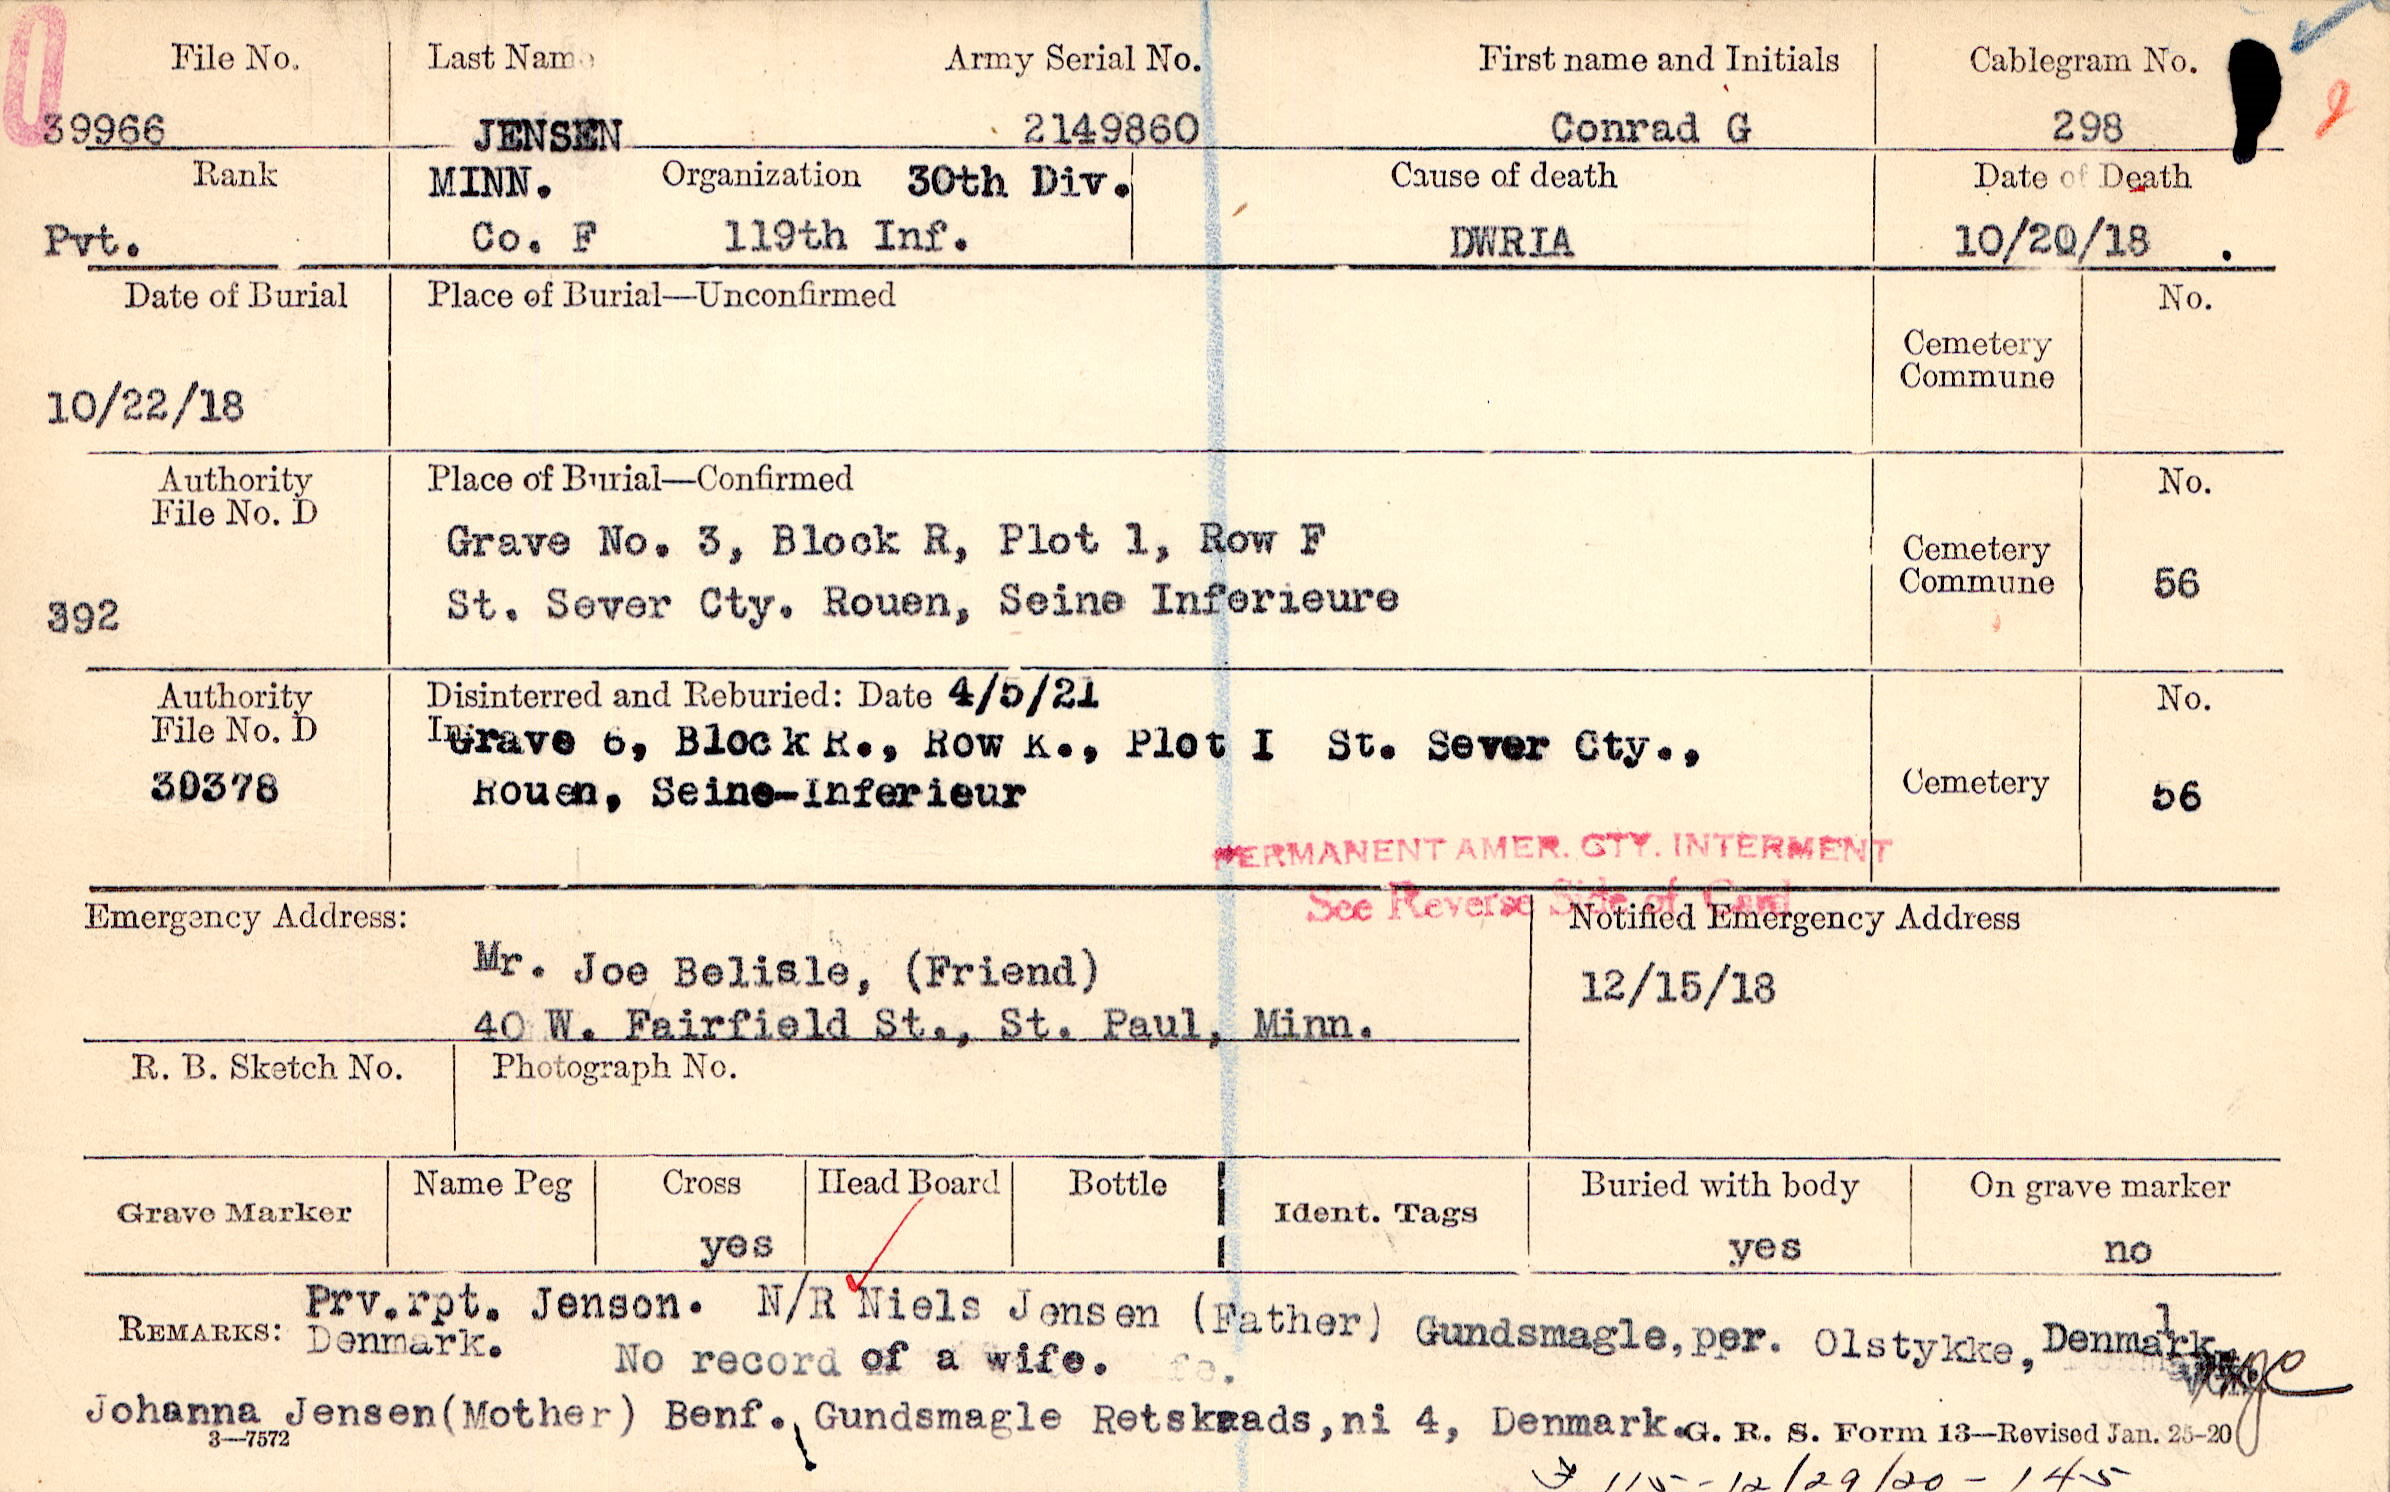 File No. Last Name Army Serial No. First name and Initials Cablegram No.
39966 JENSEN 2149860 Conrad G 298
Rank MINN. Organization 30th Div. Cause of death Date of Death
Pvt. Co. F 119th Inf. DWRIA 10/20/18 .
Date of Burial Place of Burial—Unconfirmed No.
Cemetery
Commune
10/22/18
Authority Place of Burial—Confirmed No.
File No. D
Grave No. 3, Block R, Plot 1, Row F
Cemetery
Commune 56
392 St. Sever Cty. Rouen, Seine Inferieure
Authority Disinterred and Reburied: Date 4/5/21 No.
File No. D In Grave 6, Block R., Row K., Plot I St. Sever Cty.,
30378 Rouen, Seine-Inferieur Cemetery 56
PERMANENT AMER. CTY. INTERMENT
See Reverse Side of Card
Emergency Address: Notified Emergency Address
Mr. Joe Belisle, (Friend) 12/15/18
40 W. Fairfield St., St. Paul, Minn.
R. B. Sketch No. Photograph No.
Grave Marker Name Peg Cross Head Board Bottle Ident. Tags Buried with body On grave marker
yes yes no
REMARKS: Prv.rpt. Jenson. N/R Niels Jensen (Father) Gundsmagle, per. Olstykke, Denmark
Denmark. No record of a wife.
Johanna Jensen(Mother) Benf., Gundsmagle Retskraads,ni 4, Denmark.
3—7572 G. R. S. Form 13—Revised Jan. 25-20
115-12/29/20-145